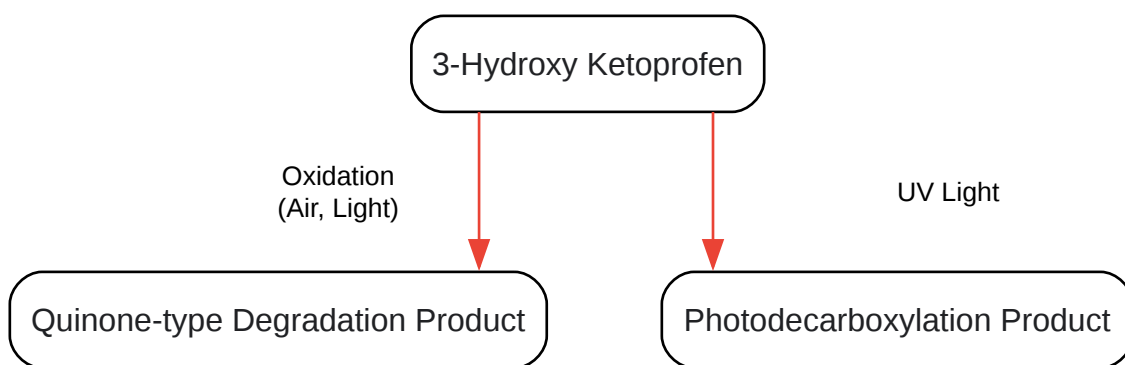 3-Hydroxy Ketoprofen
Oxidation
(Air, Light)
UV Light
Quinone-type Degradation Product
Photodecarboxylation Product